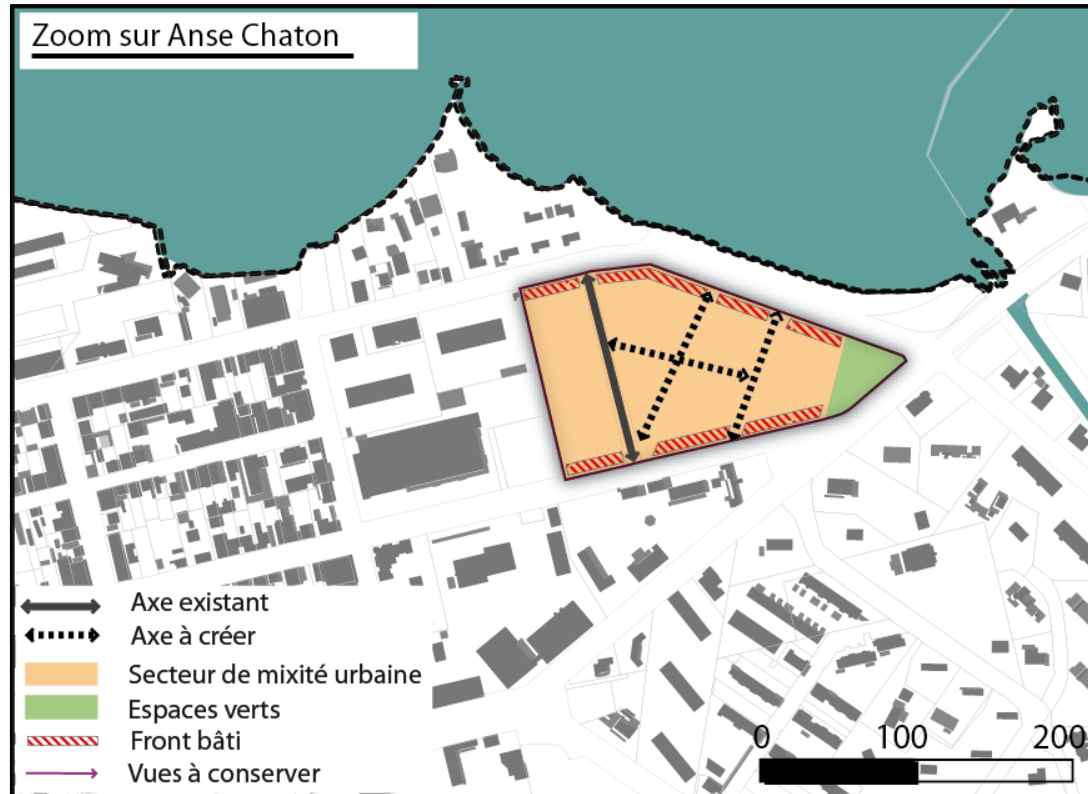 Zoom sur Anse Chaton
Axe existant
Axe à créer
Secteur de mixité urbaine
Espaces verts
Front bâti
Vues à conserver
0 100 200